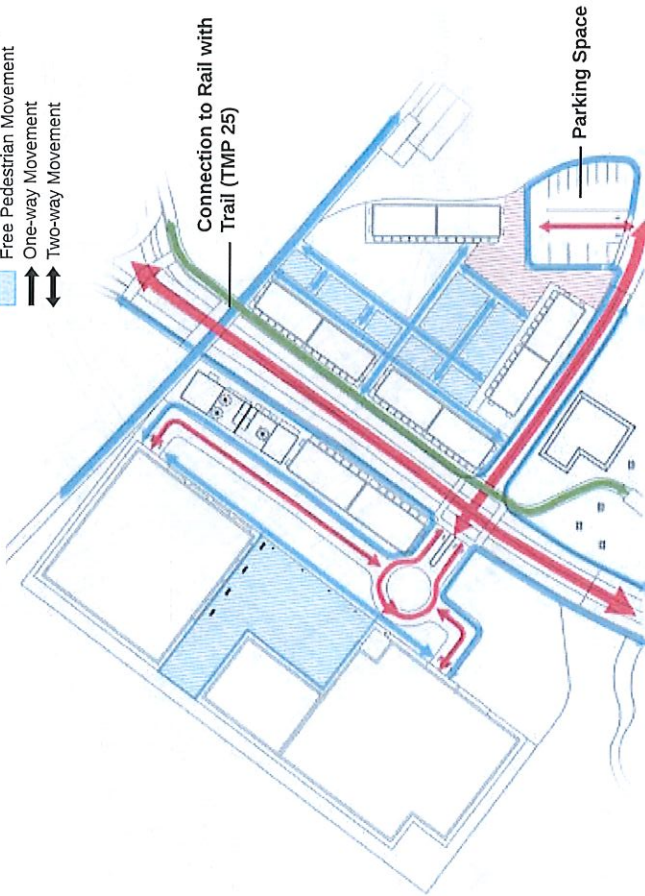 Free Pedestrian Movement
One-way Movement
Two-way Movement
Connection to Rail with
Trail (TMP 25)
Parking Space